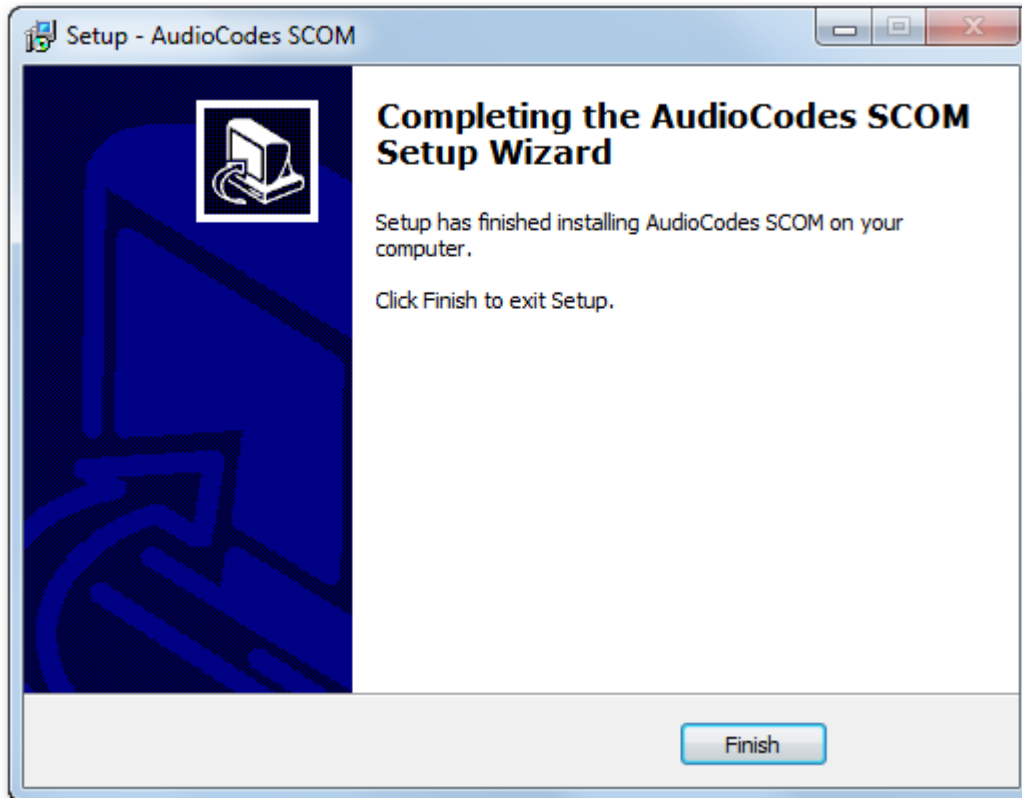 Setup - AudioCodes SCOM
Completing the AudioCodes SCOM
Setup Wizard
Setup has finished installing AudioCodes SCOM on your
computer.
Click Finish to exit Setup.
Finish